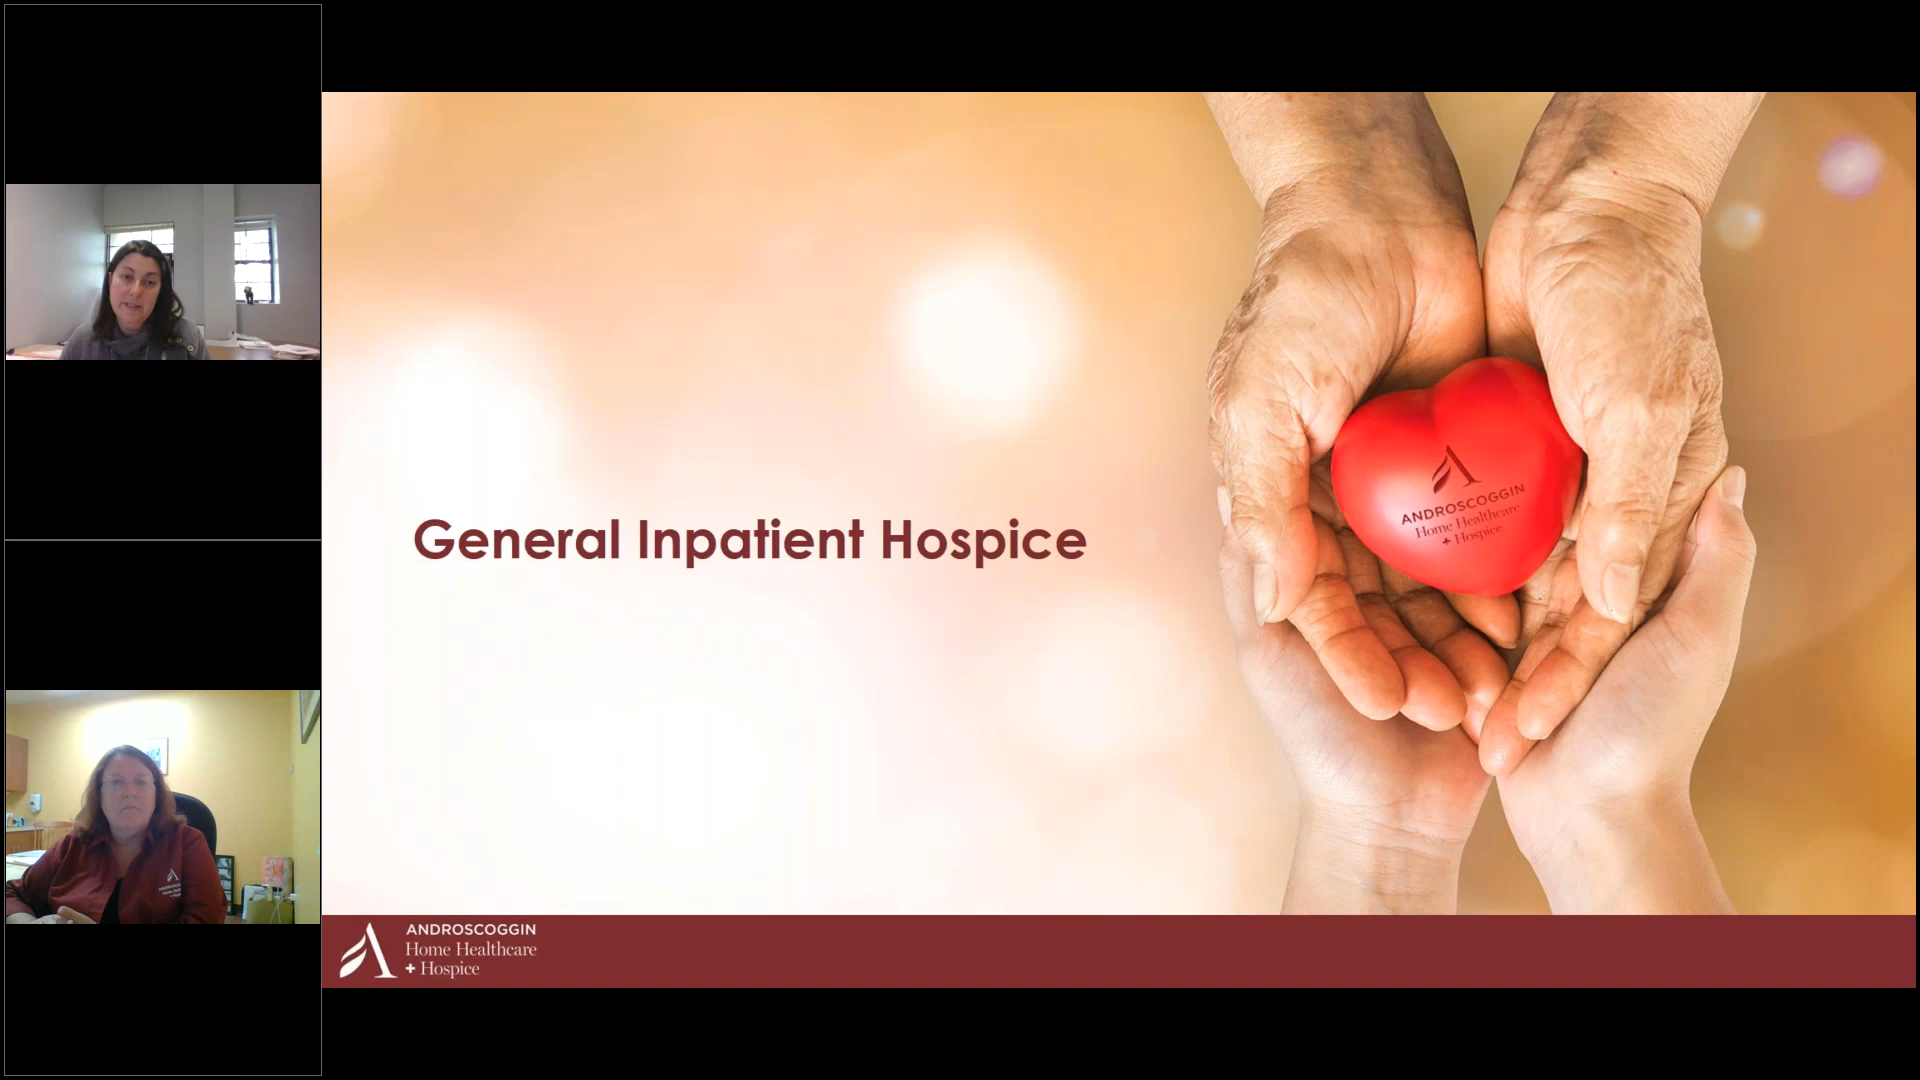 General Inpatient Hospice
ANDROSCOGGIN
Home Healthcare
+ Hospice
ANDROSCOGGIN
Home Healthcare
+ Hospice